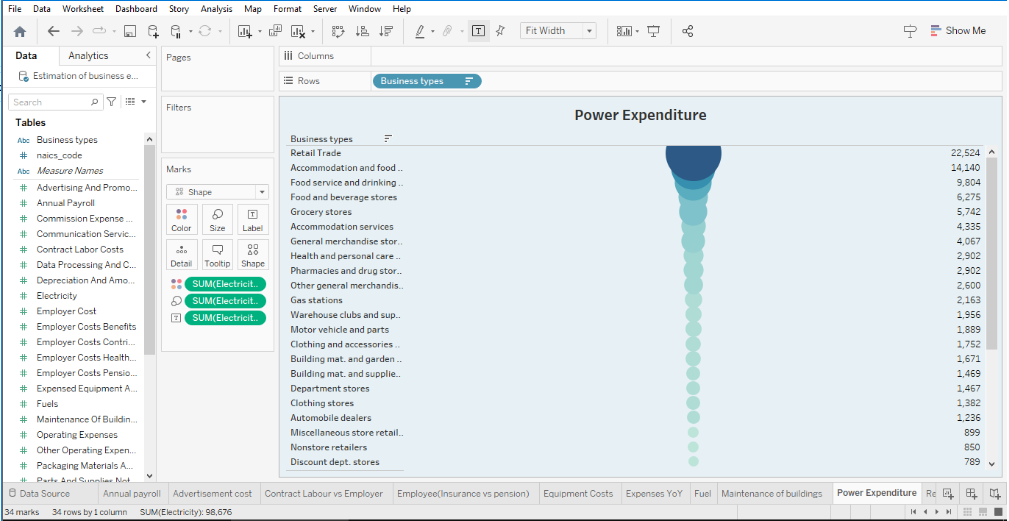 File Data Worksheet Dashboard Story Analysis Map Format Server Window Help
Fit Width
Show Me
Data Analytics
Estimation of business e...
Search
Tables
Abc Business types
# naics_code
Abc Measure Names
# Advertising And Promo...
# Annual Payroll
# Commission Expense ...
# Communication Servic...
# Contract Labor Costs
# Data Processing And C...
# Depreciation And Amo...
# Electricity
# Employer Cost
# Employer Costs Benefits
# Employer Costs Contri...
# Employer Costs Health...
# Employer Costs Pensio...
# Expensed Equipment A...
# Fuels
# Maintenance Of Buildin...
# Operating Expenses
# Other Operating Expen...
# Packaging Materials A...
# Parts And Supplies Not
Pages
Filters
Marks
Shape
Color Size Label
Detail Tooltip Shape
SUM(Electricit..
SUM(Electricit..
SUM(Electricit..
Columns
Rows Business types
Power Expenditure
Business types
Retail Trade 22,524
Accommodation and food .. 14,140
Food service and drinking .. 9,804
Food and beverage stores 6,275
Grocery stores 5,742
Accommodation services 4,335
General merchandise stor.. 4,067
Health and personal care .. 2,902
Pharmacies and drug stor.. 2,902
Other general merchandis.. 2,600
Gas stations 2,163
Warehouse clubs and sup.. 1,956
Motor vehicle and parts 1,889
Clothing and accessories .. 1,752
Building mat. and garden .. 1,671
Building mat. and supplie.. 1,469
Department stores 1,467
Clothing stores 1,382
Automobile dealers 1,236
Miscellaneous store retail.. 899
Nonstore retailers 850
Discount dept. stores 789
Data Source Annual payroll Advertisement cost Contract Labour vs Employer Employee(Insurance vs pension) Equipment Costs Expenses YoY Fuel Maintenance of buildings Power Expenditure Re
34 marks 34 rows by 1 column SUM(Electricity): 98,676